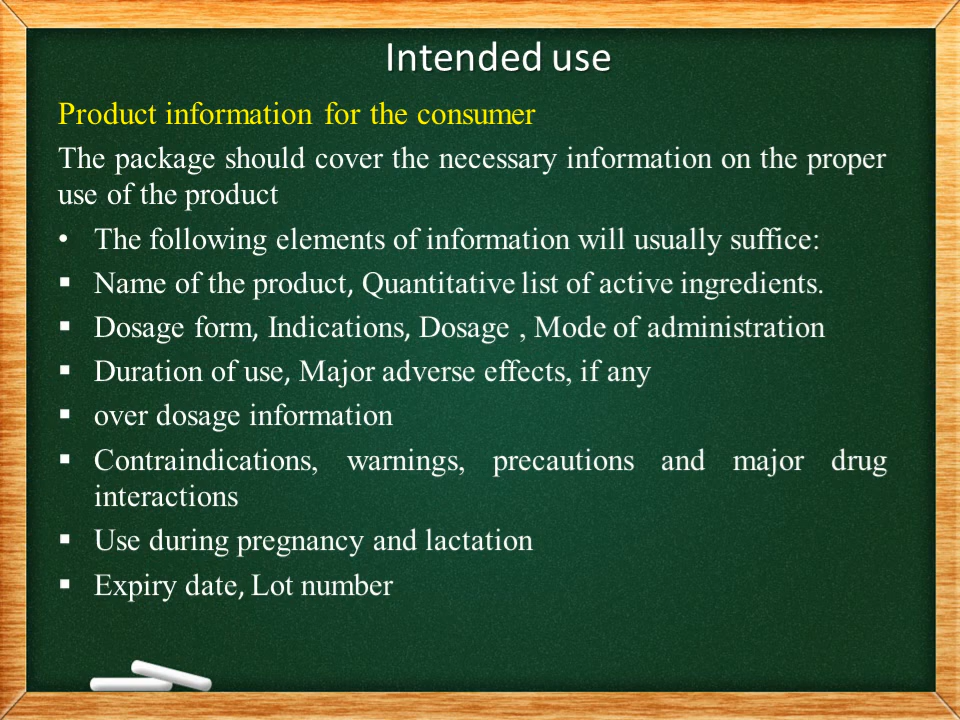 Intended use
Product information for the consumer
The package should cover the necessary information on the proper
use of the product
• The following elements of information will usually suffice:
▪ Name of the product, Quantitative list of active ingredients.
▪ Dosage form, Indications, Dosage , Mode of administration
▪ Duration of use, Major adverse effects, if any
▪ over dosage information
▪ Contraindications, warnings, precautions and major drug
interactions
▪ Use during pregnancy and lactation
▪ Expiry date, Lot number